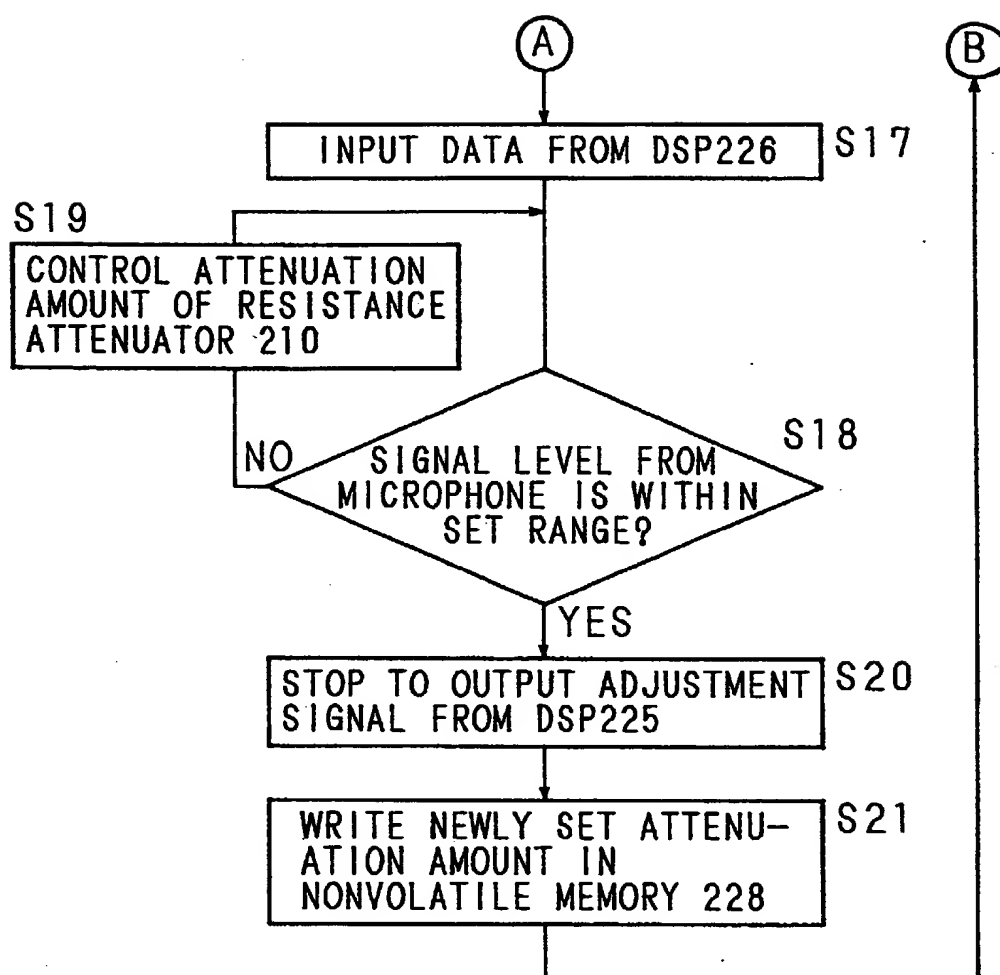 A
B
INPUT DATA FROM DSP226
S17
S19
CONTROL ATTENUATION
AMOUNT OF RESISTANCE
ATTENUATOR 210
S18
NO
SIGNAL LEVEL FROM
MICROPHONE IS WITHIN
SET RANGE?
YES
STOP TO OUTPUT ADJUSTMENT
SIGNAL FROM DSP225
S20
WRITE NEWLY SET ATTENU-
ATION AMOUNT IN
NONVOLATILE MEMORY 228
S21